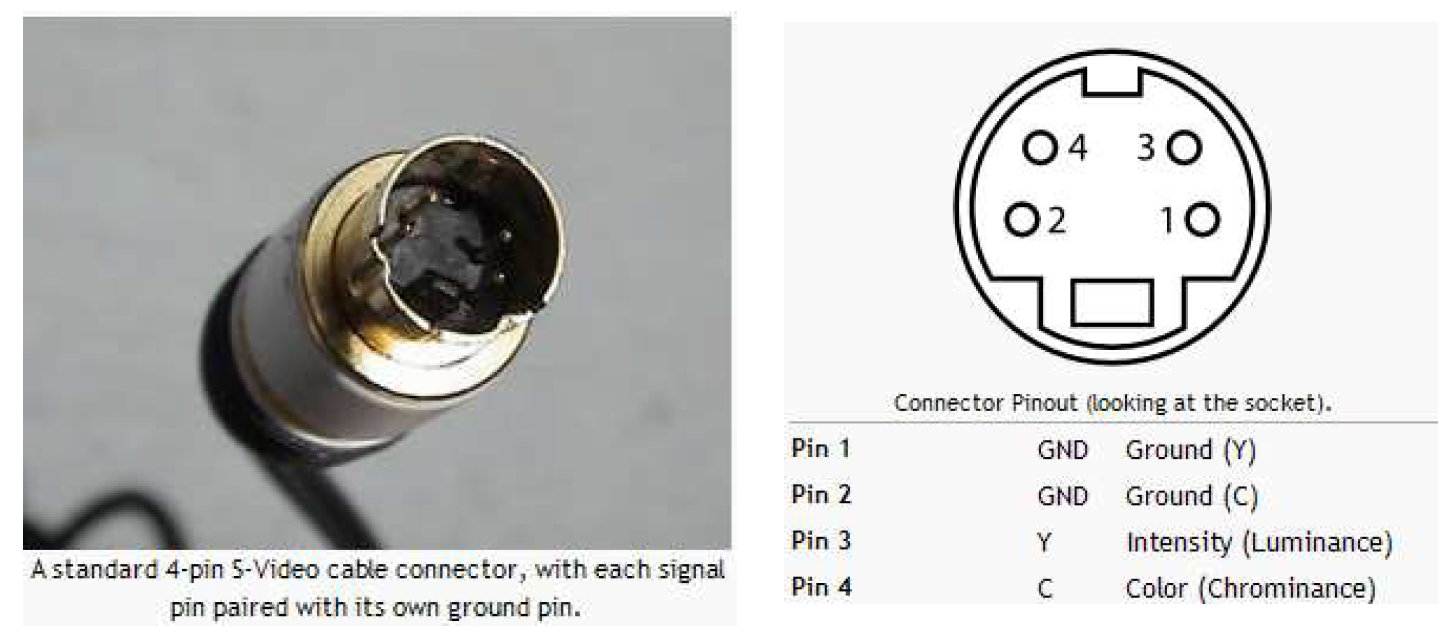 A standard 4-pin S-Video cable connector, with each signal
pin paired with its own ground pin.
4 3
2 1
Connector Pinout (looking at the socket).
Pin 1 GND Ground (Y)
Pin 2 GND Ground (C)
Pin 3 Y Intensity (Luminance)
Pin 4 C Color (Chrominance)